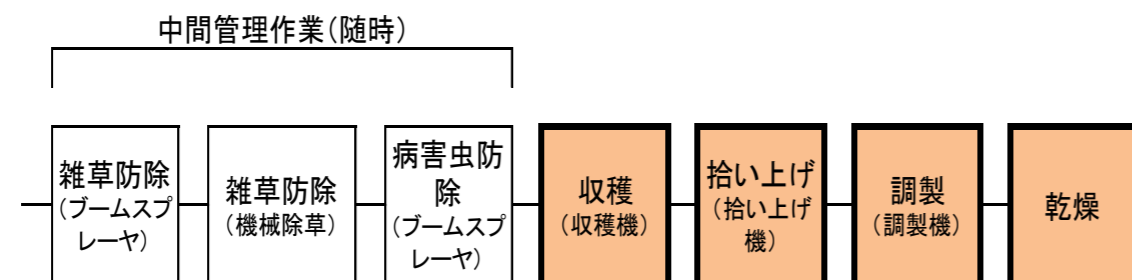 中間管理作業(随時)
雑草防除
(ブームスプ
レーヤ)
雑草防除
(機械除草)
病害虫防
除
(ブームスプ
レーヤ)
収穫
(収穫機)
拾い上げ
(拾い上げ
機)
調製
(調製機)
乾燥